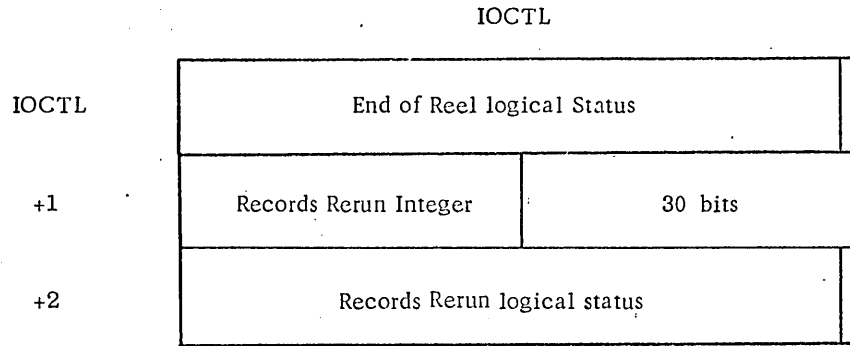 IOCTL
IOCTL End of Reel logical Status
+1 Records Rerun Integer 30 bits
+2 Records Rerun logical status